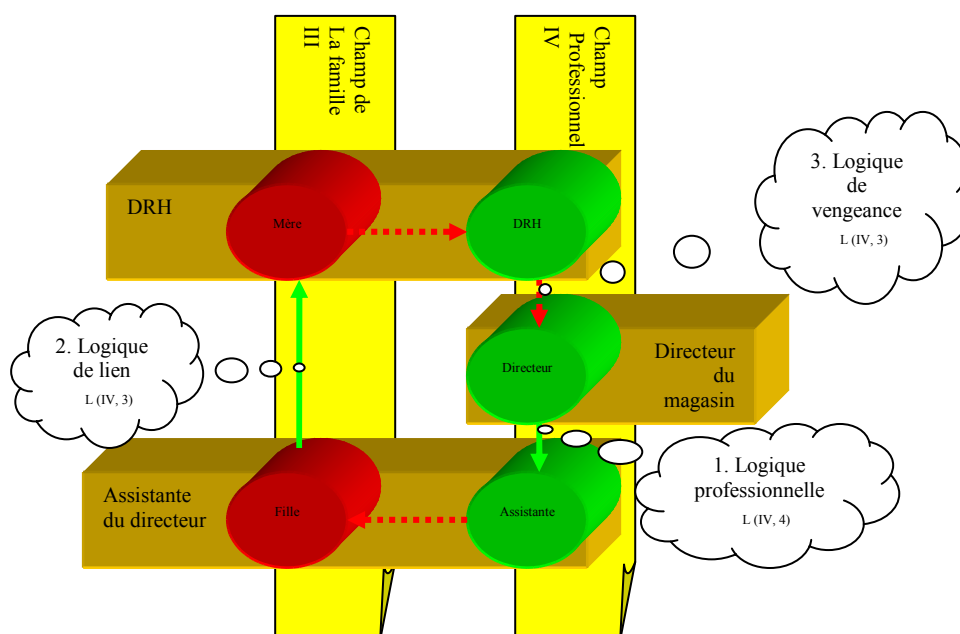 Champ de
La famille
III
Champ
Professionnel
IV
3. Logique
de
vengeance
L (IV, 3)
DRH
Mère
DRH
2. Logique
de lien
L (IV, 3)
Directeur
Directeur
du
magasin
1. Logique
professionnelle
L (IV, 4)
Assistante
du directeur
Fille
Assistante